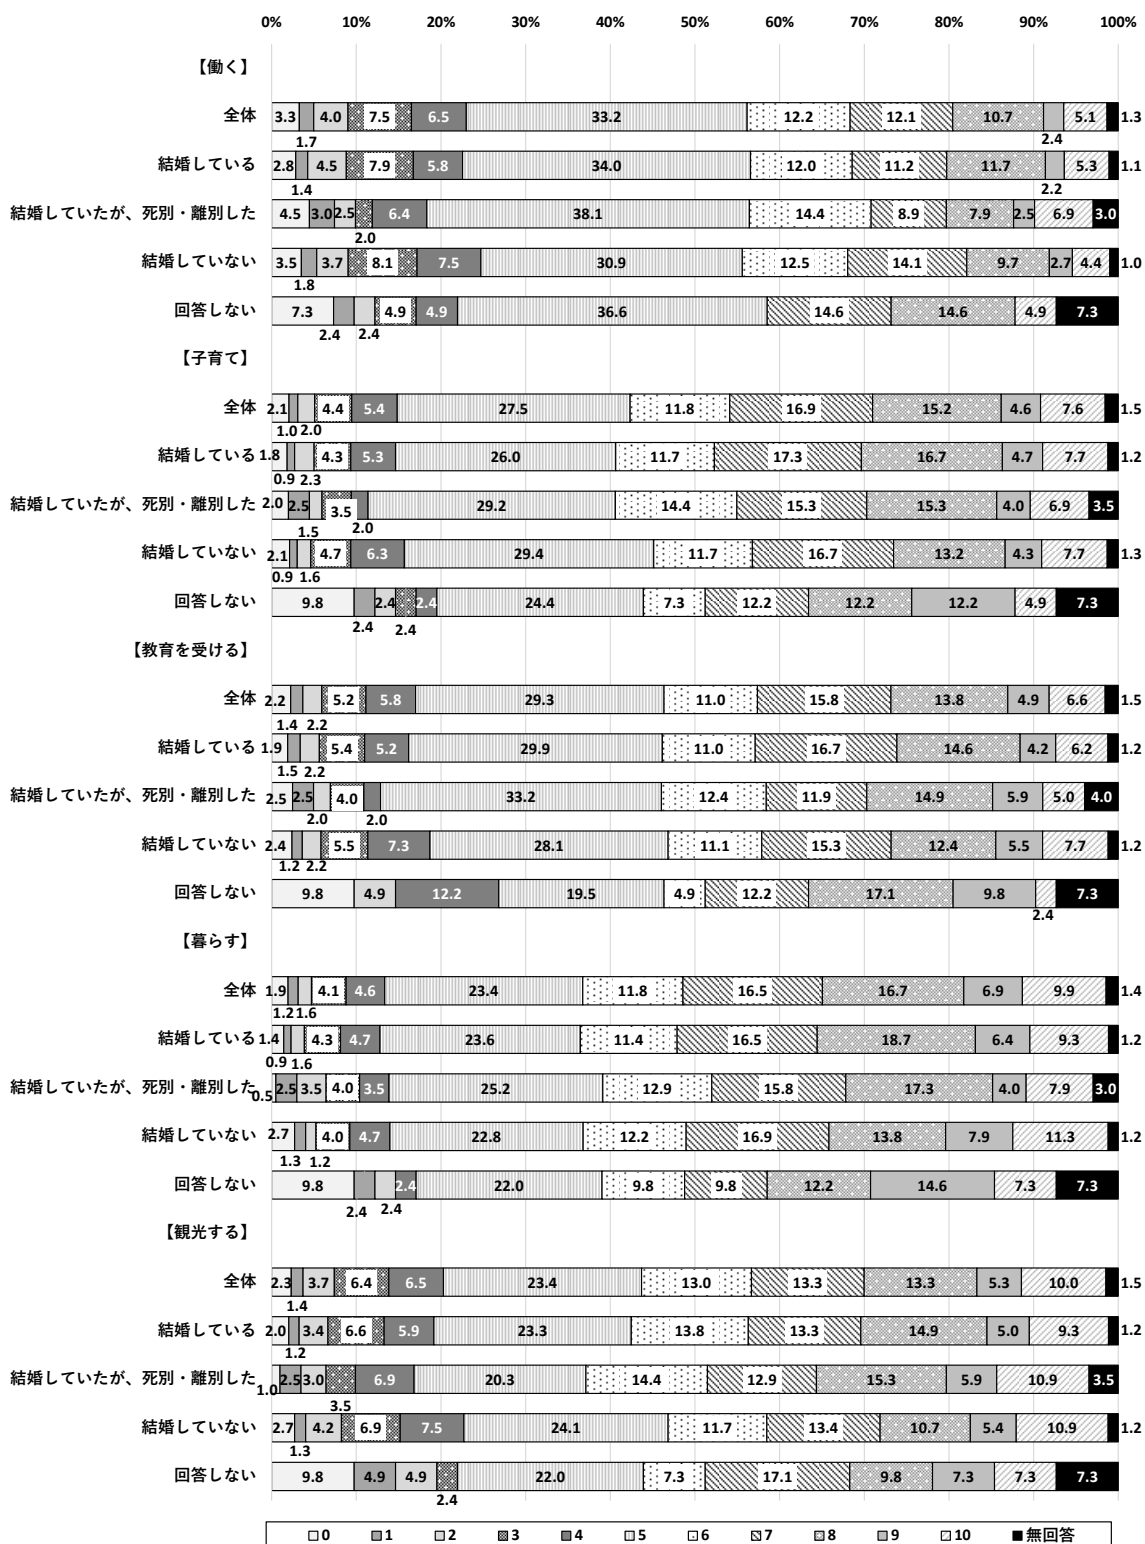 0% 10% 20% 30% 40% 50% 60% 70% 80% 90% 100%
【働く】
全体 3.3 4.0 7.5 6.5 33.2 12.2 12.1 10.7 5.1 1.3
1.7 2.4
結婚している 2.8 4.5 7.9 5.8 34.0 12.0 11.2 11.7 5.3 1.1
1.4 2.2
結婚していたが、死別・離別した 4.5 3.0 2.5 6.4 38.1 14.4 8.9 7.9 2.5 6.9 3.0
2.0
結婚していない 3.5 3.7 8.1 7.5 30.9 12.5 14.1 9.7 2.7 4.4 1.0
1.8
回答しない 7.3 4.9 4.9 36.6 14.6 14.6 4.9 7.3
2.4 2.4
【子育て】
全体 2.1 4.4 5.4 27.5 11.8 16.9 15.2 4.6 7.6 1.5
1.0 2.0
結婚している 1.8 4.3 5.3 26.0 11.7 17.3 16.7 4.7 7.7 1.2
0.9 2.3
結婚していたが、死別・離別した 2.0 2.5 3.5 29.2 14.4 15.3 15.3 4.0 6.9 3.5
1.5 2.0
結婚していない 2.1 4.7 6.3 29.4 11.7 16.7 13.2 4.3 7.7 1.3
0.9 1.6
回答しない 9.8 2.4 2.4 24.4 7.3 12.2 12.2 12.2 4.9 7.3
2.4 2.4
【教育を受ける】
全体 2.2 5.2 5.8 29.3 11.0 15.8 13.8 4.9 6.6 1.5
1.4 2.2
結婚している 1.9 5.4 5.2 29.9 11.0 16.7 14.6 4.2 6.2 1.2
1.5 2.2
結婚していたが、死別・離別した 2.5 2.5 4.0 33.2 12.4 11.9 14.9 5.9 5.0 4.0
2.0 2.0
結婚していない 2.4 5.5 7.3 28.1 11.1 15.3 12.4 5.5 7.7 1.2
1.2 2.2
回答しない 9.8 4.9 12.2 19.5 4.9 12.2 17.1 9.8 7.3
2.4
【暮らす】
全体 1.9 4.1 4.6 23.4 11.8 16.5 16.7 6.9 9.9 1.4
1.2 1.6
結婚している 1.4 4.3 4.7 23.6 11.4 16.5 18.7 6.4 9.3 1.2
0.9 1.6
結婚していたが、死別・離別した 0.5 2.5 3.5 4.0 3.5 25.2 12.9 15.8 17.3 4.0 7.9 3.0
結婚していない 2.7 4.0 4.7 22.8 12.2 16.9 13.8 7.9 11.3 1.2
1.3 1.2
回答しない 9.8 2.4 22.0 9.8 9.8 12.2 14.6 7.3 7.3
2.4 2.4
【観光する】
全体 2.3 3.7 6.4 6.5 23.4 13.0 13.3 13.3 5.3 10.0 1.5
1.4
結婚している 2.0 3.4 6.6 5.9 23.3 13.8 13.3 14.9 5.0 9.3 1.2
1.2
結婚していたが、死別・離別した 1.0 2.5 3.0 6.9 20.3 14.4 12.9 15.3 5.9 10.9 3.5
3.5
結婚していない 2.7 4.2 6.9 7.5 24.1 11.7 13.4 10.7 5.4 10.9 1.2
1.3
回答しない 9.8 4.9 4.9 22.0 7.3 17.1 9.8 7.3 7.3 7.3
2.4
0 1 2 3 4 5 6 7 8 9 10 無回答